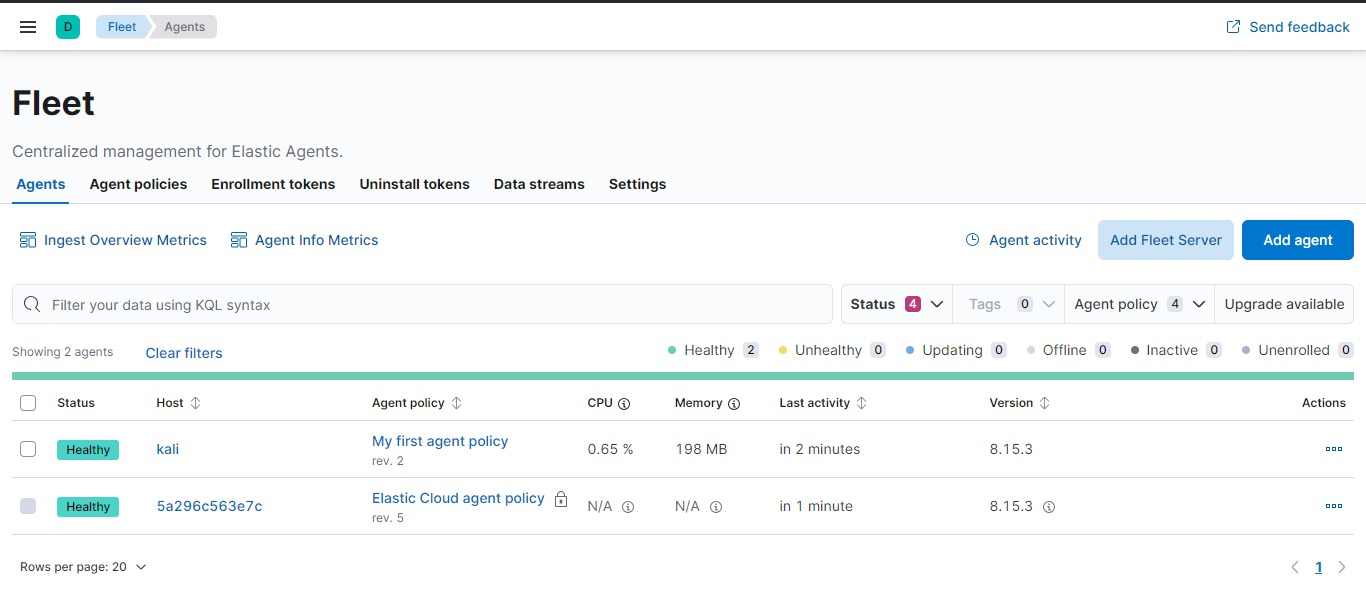 D Fleet Agents Send feedback
Fleet
Centralized management for Elastic Agents.
Agents Agent policies Enrollment tokens Uninstall tokens Data streams Settings
Ingest Overview Metrics Agent Info Metrics Agent activity Add Fleet Server Add agent
Filter your data using KQL syntax Status 4 Tags 0 Agent policy 4 Upgrade available
Showing 2 agents Clear filters Healthy 2 Unhealthy 0 Updating 0 Offline 0 Inactive 0 Unenrolled 0
Status Host Agent policy CPU Memory Last activity Version Actions
Healthy kali My first agent policy rev. 2 0.65 % 198 MB in 2 minutes 8.15.3
Healthy 5a296c563e7c Elastic Cloud agent policy rev. 5 N/A N/A in 1 minute 8.15.3
Rows per page: 20 1